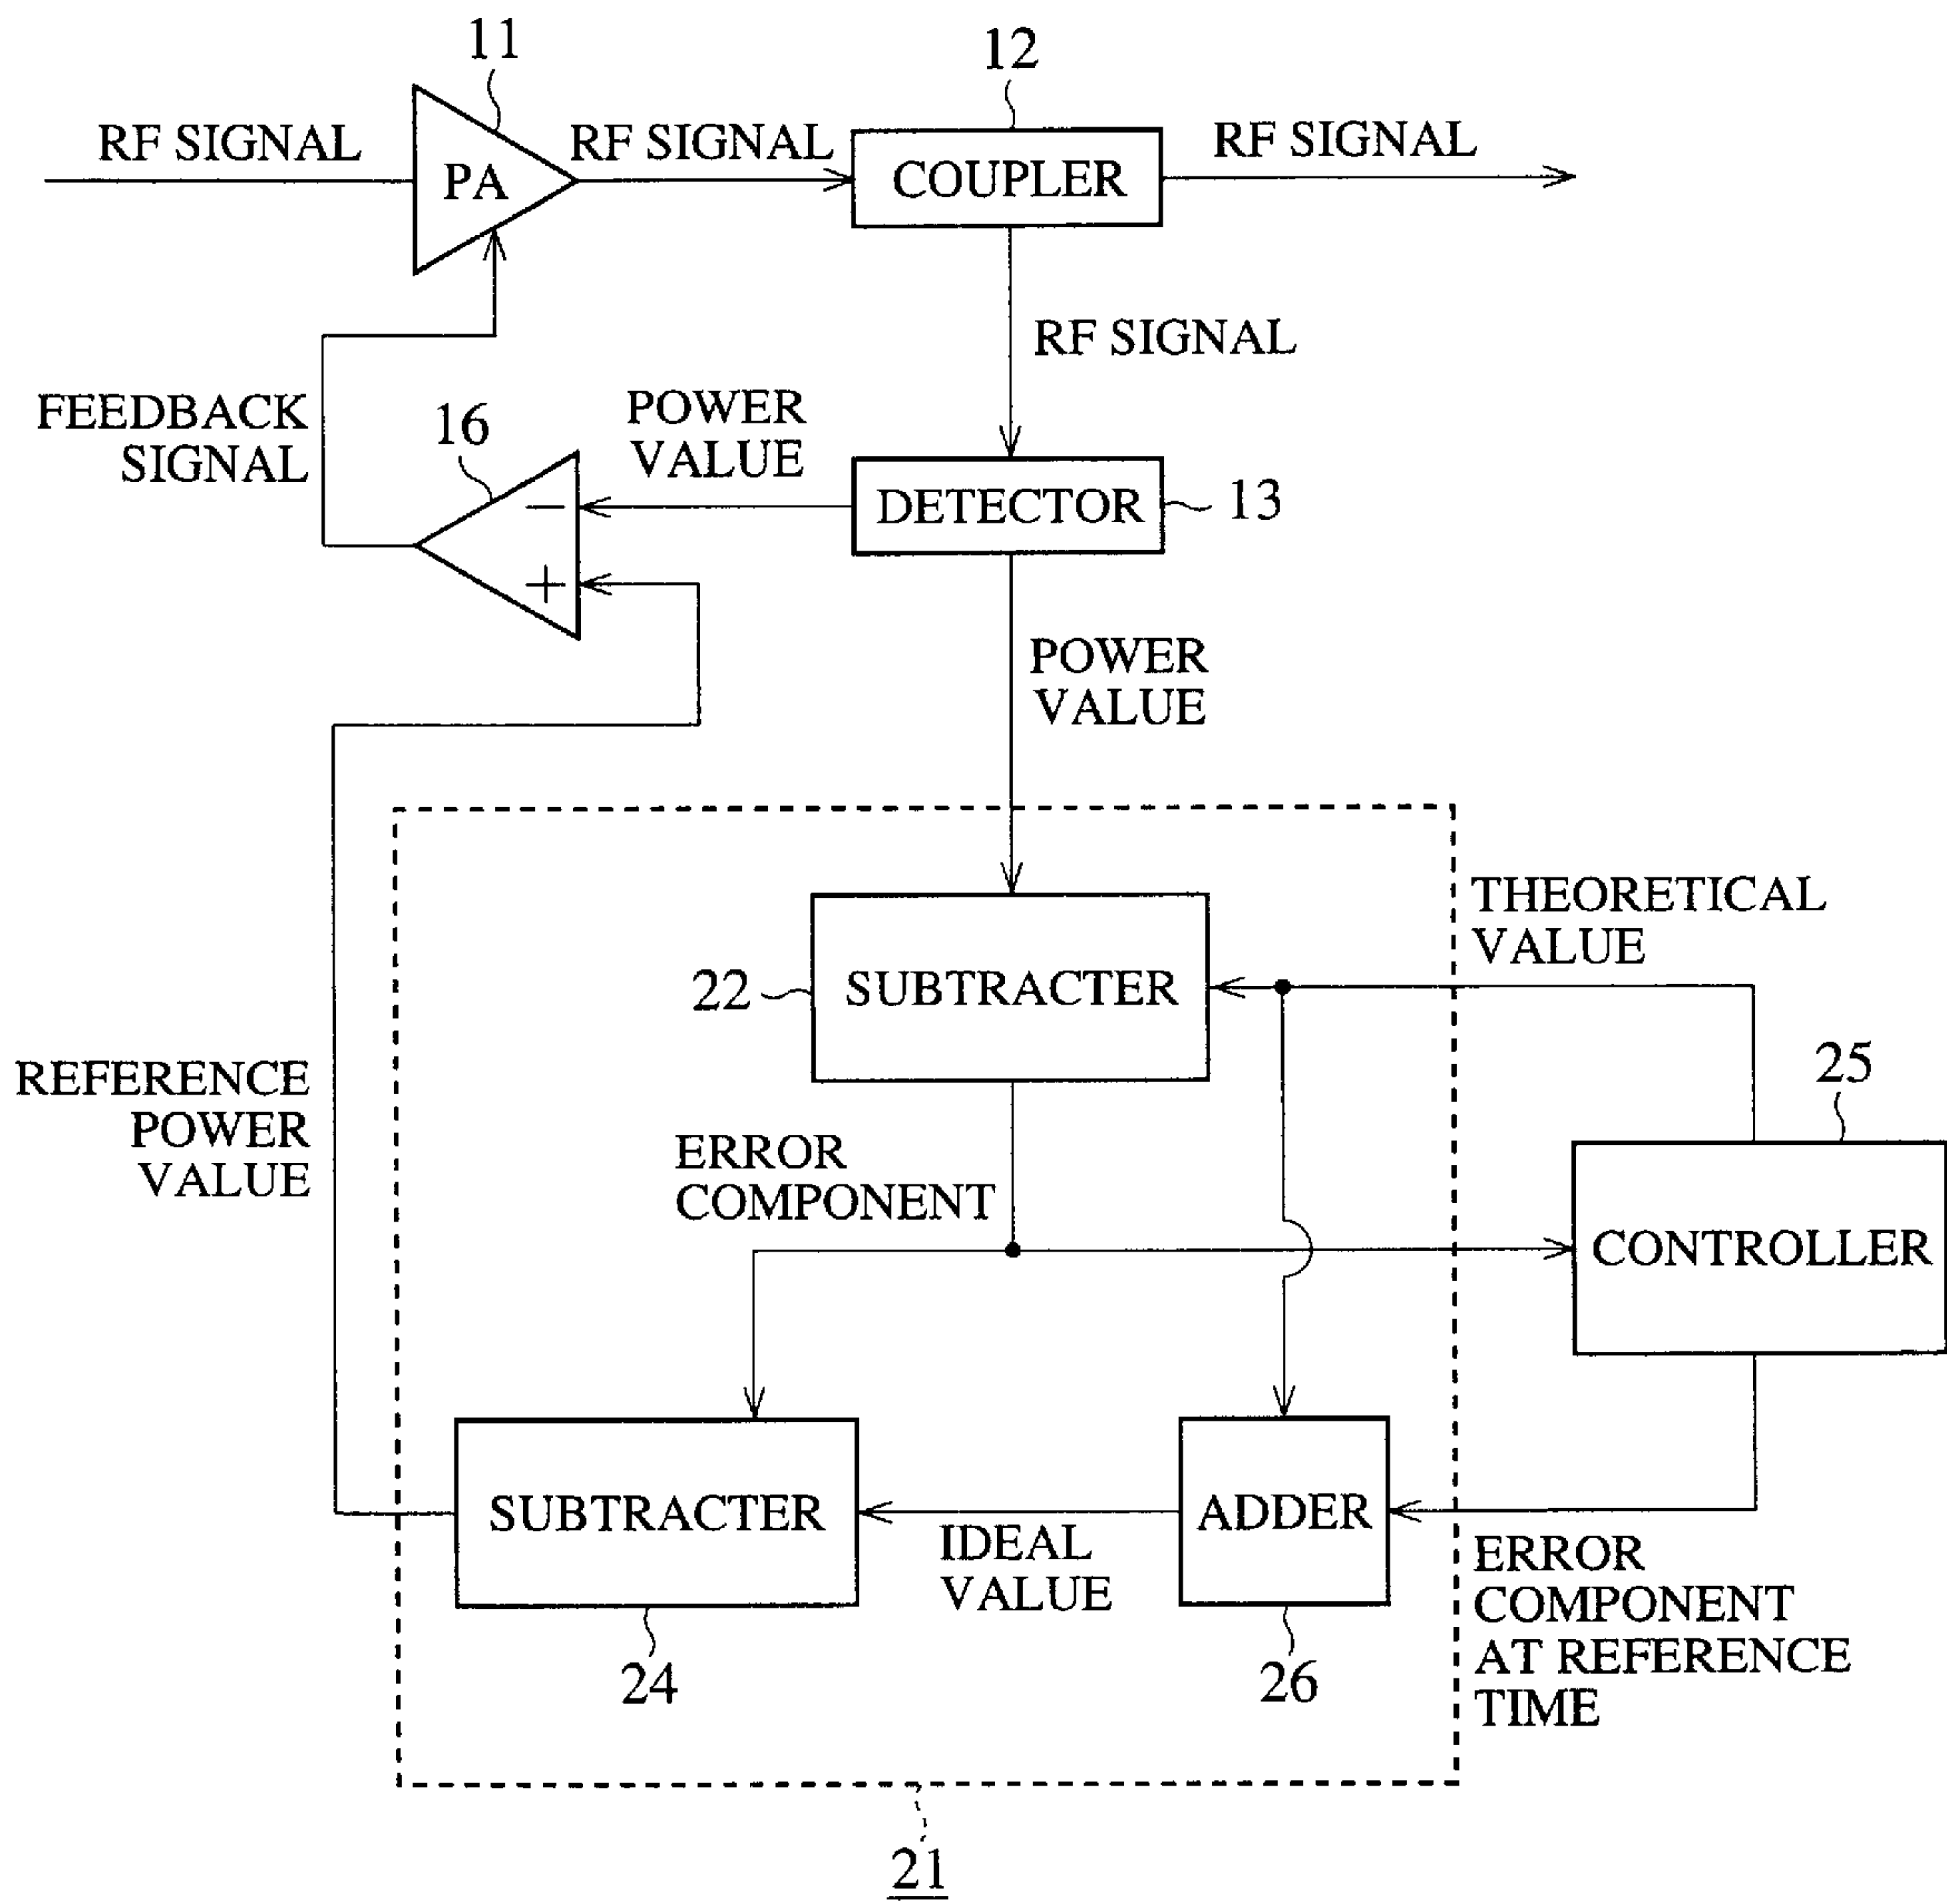 11
12
RF SIGNAL
RF SIGNAL
RF SIGNAL
PA
COUPLER
RF SIGNAL
FEEDBACK
SIGNAL
16
POWER
VALUE
−
+
DETECTOR
13
POWER
VALUE
THEORETICAL
VALUE
22
SUBTRACTER
25
REFERENCE
POWER
VALUE
ERROR
COMPONENT
CONTROLLER
SUBTRACTER
IDEAL
VALUE
ADDER
ERROR
COMPONENT
AT REFERENCE
TIME
24
26
21